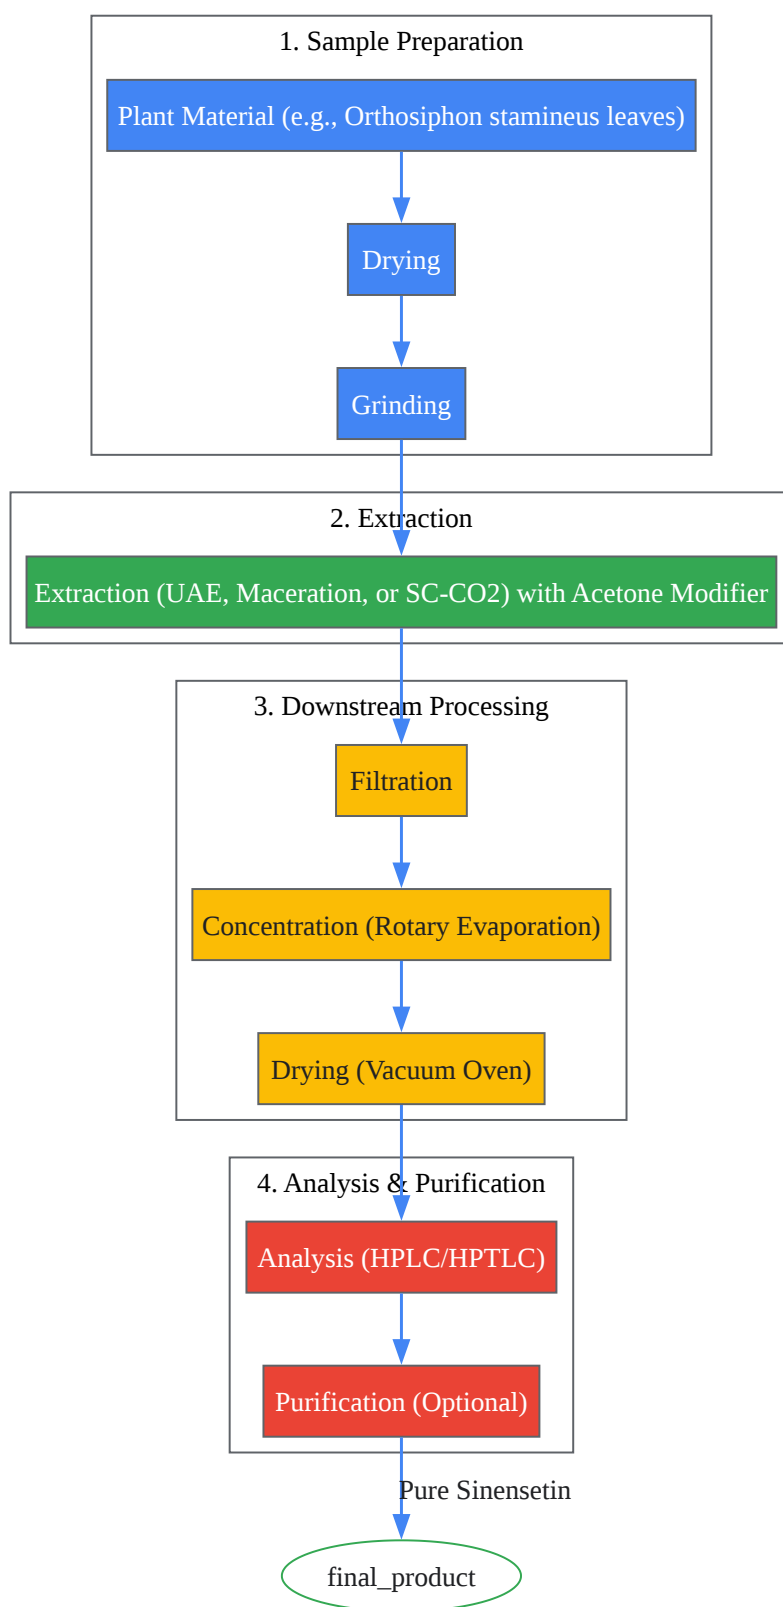 1. Sample Preparation
Plant Material (e.g., Orthosiphon stamineus leaves)
Drying
Grinding
2. Extraction
Extraction (UAE, Maceration, or SC-CO2) with Acetone Modifier
3. Downstream Processing
Filtration
Concentration (Rotary Evaporation)
Drying (Vacuum Oven)
4. Analysis & Purification
Analysis (HPLC/HPTLC)
Purification (Optional)
Pure Sinensetin
final_product